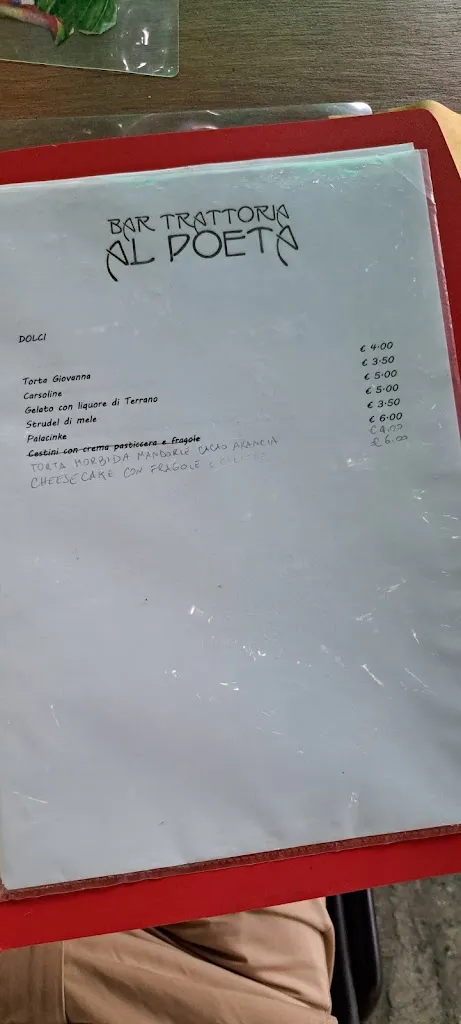 BAR TRATTORIA
AL POETA
DOLCI
Torta Giovanna € 4.00
Carsoline € 3.50
Gelato con liquore di Terrano € 5.00
Strudel di mele € 5.00
Palacinke € 3.50
Cestini con crema pasticcera e fragole € 6.00
TORTA MORBIDA MANDORLE CACAO ARANCIA
CHEESECAKE CON FRAGOLE € 6.00